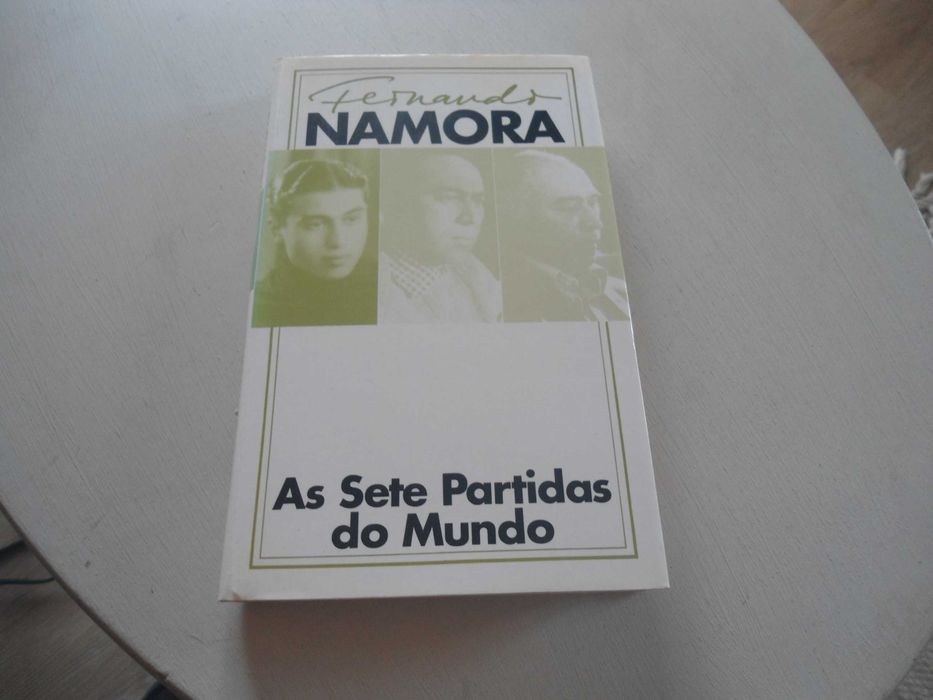 Fernando
NAMORA
As Sete Partidas
do Mundo